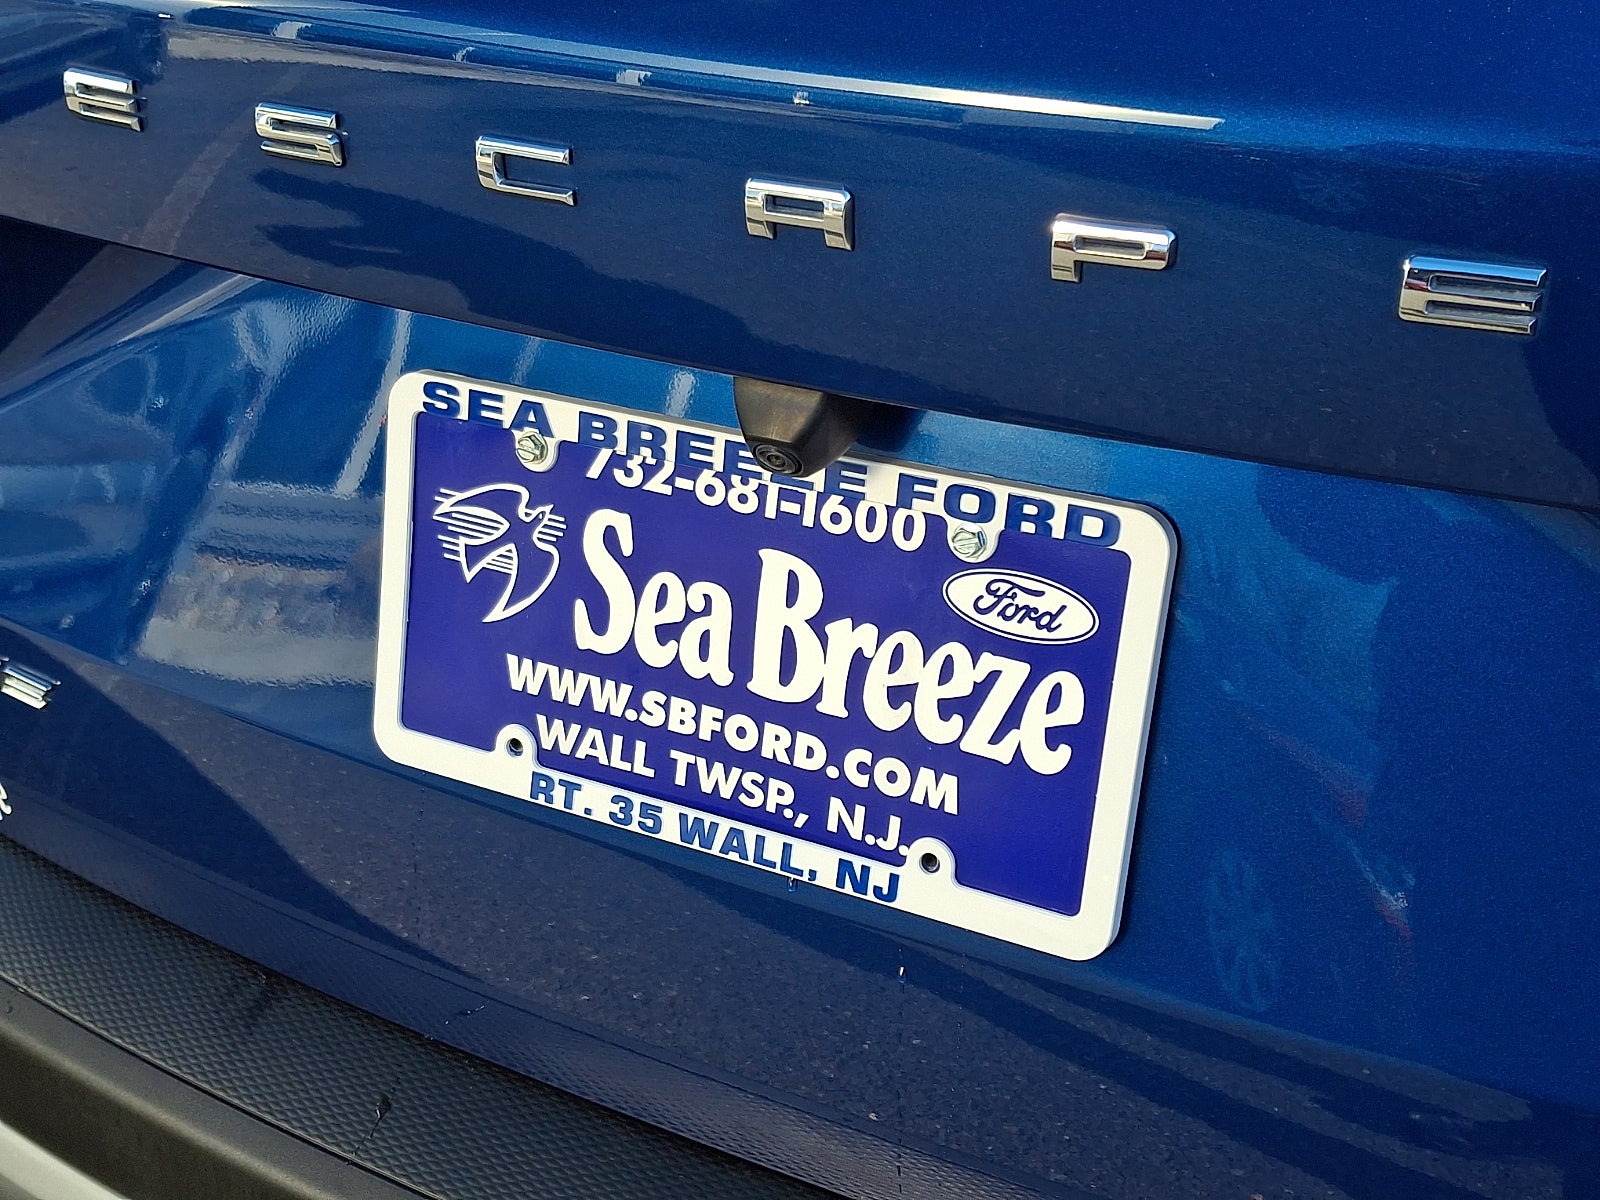 ESCAPE
SEA BREEZE FORD
732-681-1600
Sea Breeze
Ford
WWW.SBFORD.COM
WALL TWSP., N.J.
RT. 35 WALL, NJ